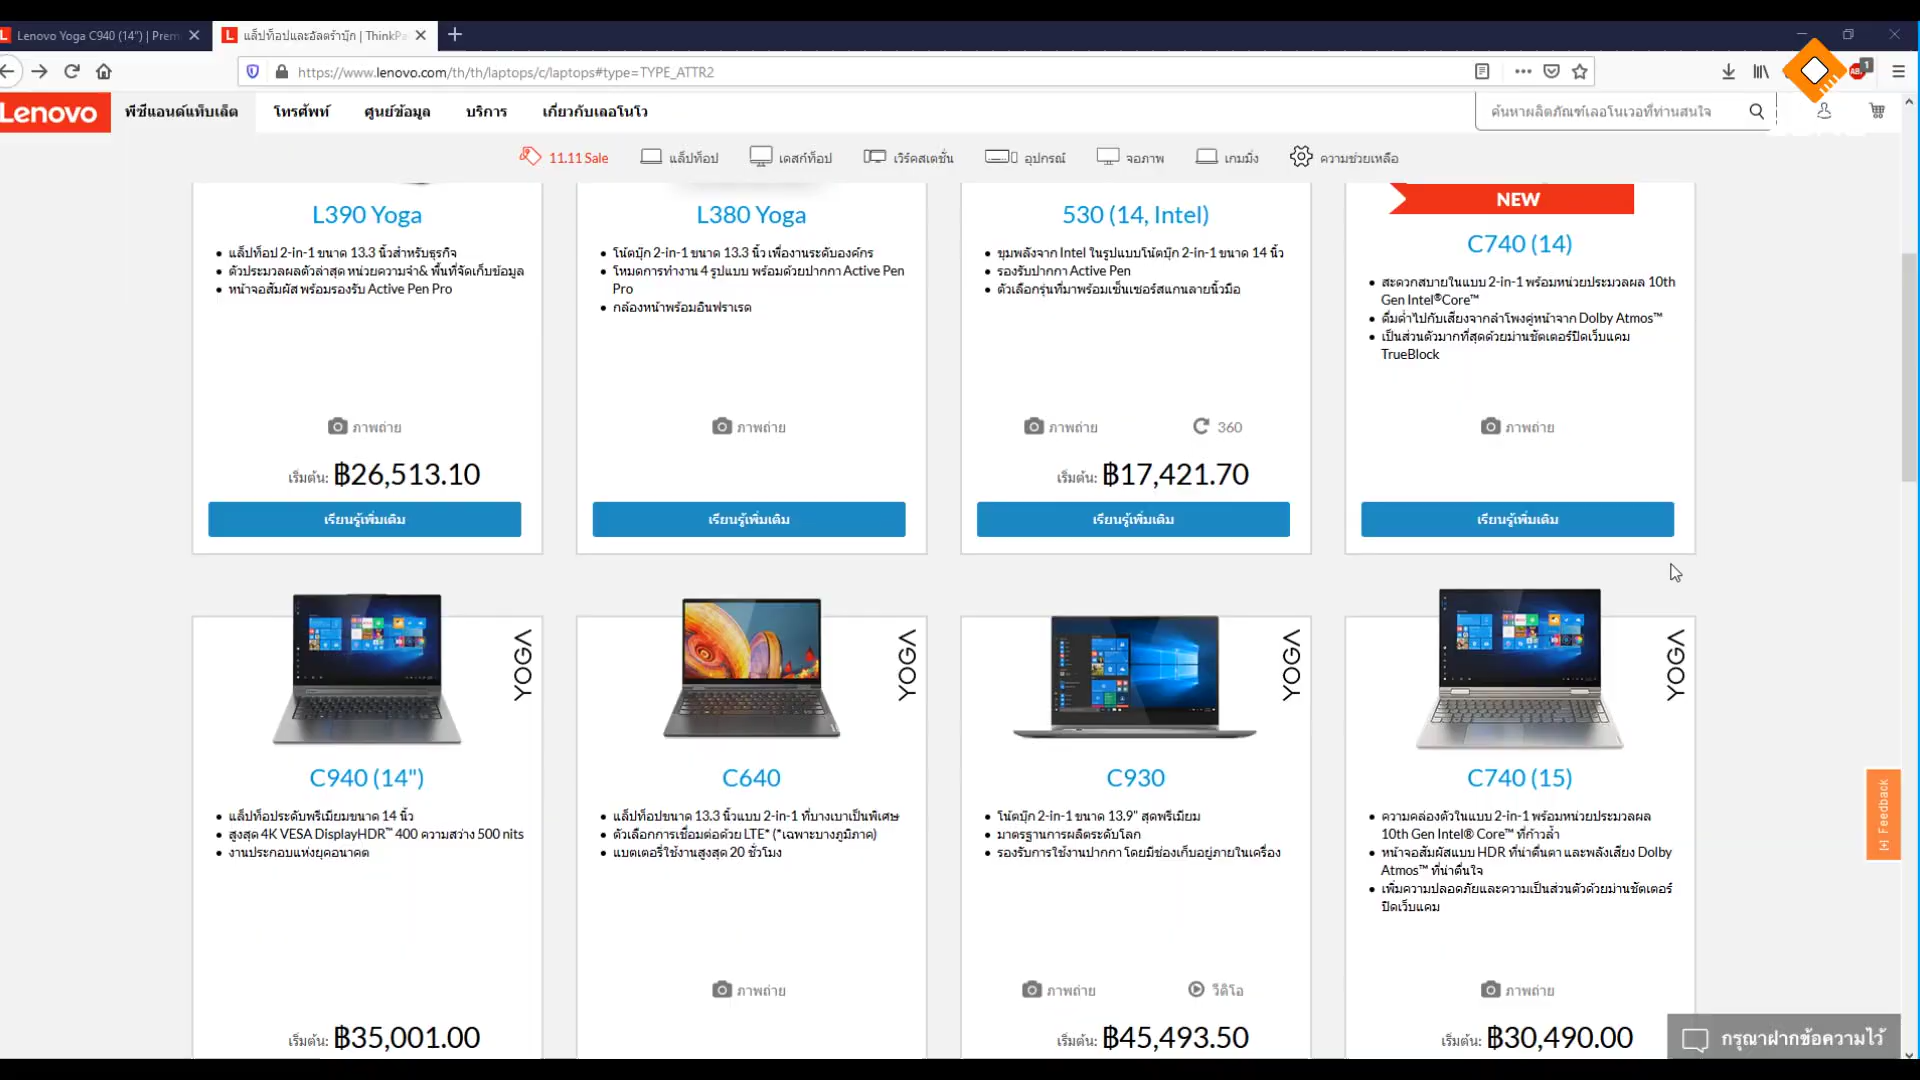 Lenovo Yoga C940 (14") | Prem
แล็ปท็อปและอัลตร้าบุ๊ก | ThinkPa
https://www.lenovo.com/th/th/laptops/c/laptops#type=TYPE_ATTR2
1
Lenovo
พีซีแอนด์แท็บเล็ต
โทรศัพท์
ศูนย์ข้อมูล
บริการ
เกี่ยวกับเลอโนโว
ค้นหาผลิตภัณฑ์เลอโนเวอที่ท่านสนใจ
11.11 Sale
แล็ปท็อป
เดสก์ท็อป
เวิร์คสเตชั่น
อุปกรณ์
จอภาพ
เกมมิ่ง
ความช่วยเหลือ
L390 Yoga
แล็ปท็อป 2-in-1 ขนาด 13.3 นิ้วสำหรับธุรกิจ
ตัวประมวลผลตัวล่าสุด หน่วยความจำ& พื้นที่จัดเก็บข้อมูล
หน้าจอสัมผัส พร้อมรองรับ Active Pen Pro
ภาพถ่าย
เริ่มต้น: ฿26,513.10
เรียนรู้เพิ่มเติม
L380 Yoga
โน้ตบุ๊ก 2-in-1 ขนาด 13.3 นิ้ว เพื่องานระดับองค์กร
โหมดการทำงาน 4 รูปแบบ พร้อมด้วยปากกา Active Pen
Pro
กล้องหน้าพร้อมอินฟราเรด
ภาพถ่าย
เรียนรู้เพิ่มเติม
530 (14, Intel)
ขุมพลังจาก Intel ในรูปแบบโน้ตบุ๊ก 2-in-1 ขนาด 14 นิ้ว
รองรับปากกา Active Pen
ตัวเลือกรุ่นที่มาพร้อมเซ็นเซอร์สแกนลายนิ้วมือ
ภาพถ่าย
360
เริ่มต้น: ฿17,421.70
เรียนรู้เพิ่มเติม
NEW
C740 (14)
สะดวกสบายในแบบ 2-in-1 พร้อมหน่วยประมวลผล 10th
Gen Intel®Core™
ดื่มด่ำไปกับเสียงจากลำโพงคู่หน้าจาก Dolby Atmos™
เป็นส่วนตัวมากที่สุดด้วยม่านชัตเตอร์ปิดเว็บแคม
TrueBlock
ภาพถ่าย
เรียนรู้เพิ่มเติม
YOGA
C940 (14")
แล็ปท็อประดับพรีเมียมขนาด 14 นิ้ว
สูงสุด 4K VESA DisplayHDR™ 400 ความสว่าง 500 nits
งานประกอบแห่งยุคอนาคต
เริ่มต้น: ฿35,001.00
YOGA
C640
แล็ปท็อปขนาด 13.3 นิ้วแบบ 2-in-1 ที่บางเบาเป็นพิเศษ
ตัวเลือกการเชื่อมต่อด้วย LTE* (*เฉพาะบางภูมิภาค)
แบตเตอรี่ใช้งานสูงสุด 20 ชั่วโมง
ภาพถ่าย
YOGA
C930
โน้ตบุ๊ก 2-in-1 ขนาด 13.9" สุดพรีเมียม
มาตรฐานการผลิตระดับโลก
รองรับการใช้งานปากกา โดยมีช่องเก็บอยู่ภายในเครื่อง
ภาพถ่าย
วีดีโอ
เริ่มต้น: ฿45,493.50
YOGA
C740 (15)
ความคล่องตัวในแบบ 2-in-1 พร้อมหน่วยประมวลผล
10th Gen Intel® Core™ ที่ก้าวล้ำ
หน้าจอสัมผัสแบบ HDR ที่น่าตื่นตา และพลังเสียง Dolby
Atmos™ ที่น่าตื่นใจ
เพิ่มความปลอดภัยและความเป็นส่วนตัวด้วยม่านชัตเตอร์
ปิดเว็บแคม
ภาพถ่าย
เริ่มต้น: ฿30,490.00
[+] Feedback
กรุณาฝากข้อความไว้